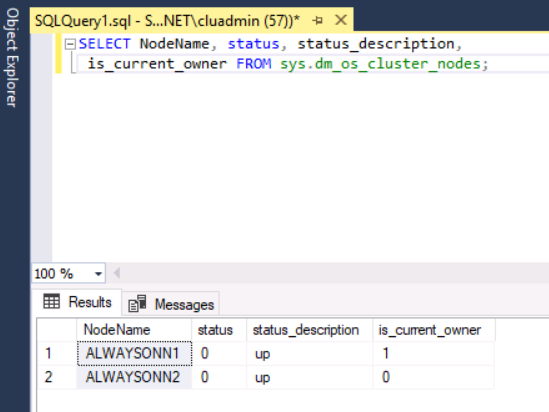 Object Explorer
SQLQuery1.sql - S...NET\cluadmin (57))*
SELECT NodeName, status, status_description,
is_current_owner FROM sys.dm_os_cluster_nodes;
100 %
Results Messages
NodeName status status_description is_current_owner
1 ALWAYSONN1 0 up 1
2 ALWAYSONN2 0 up 0